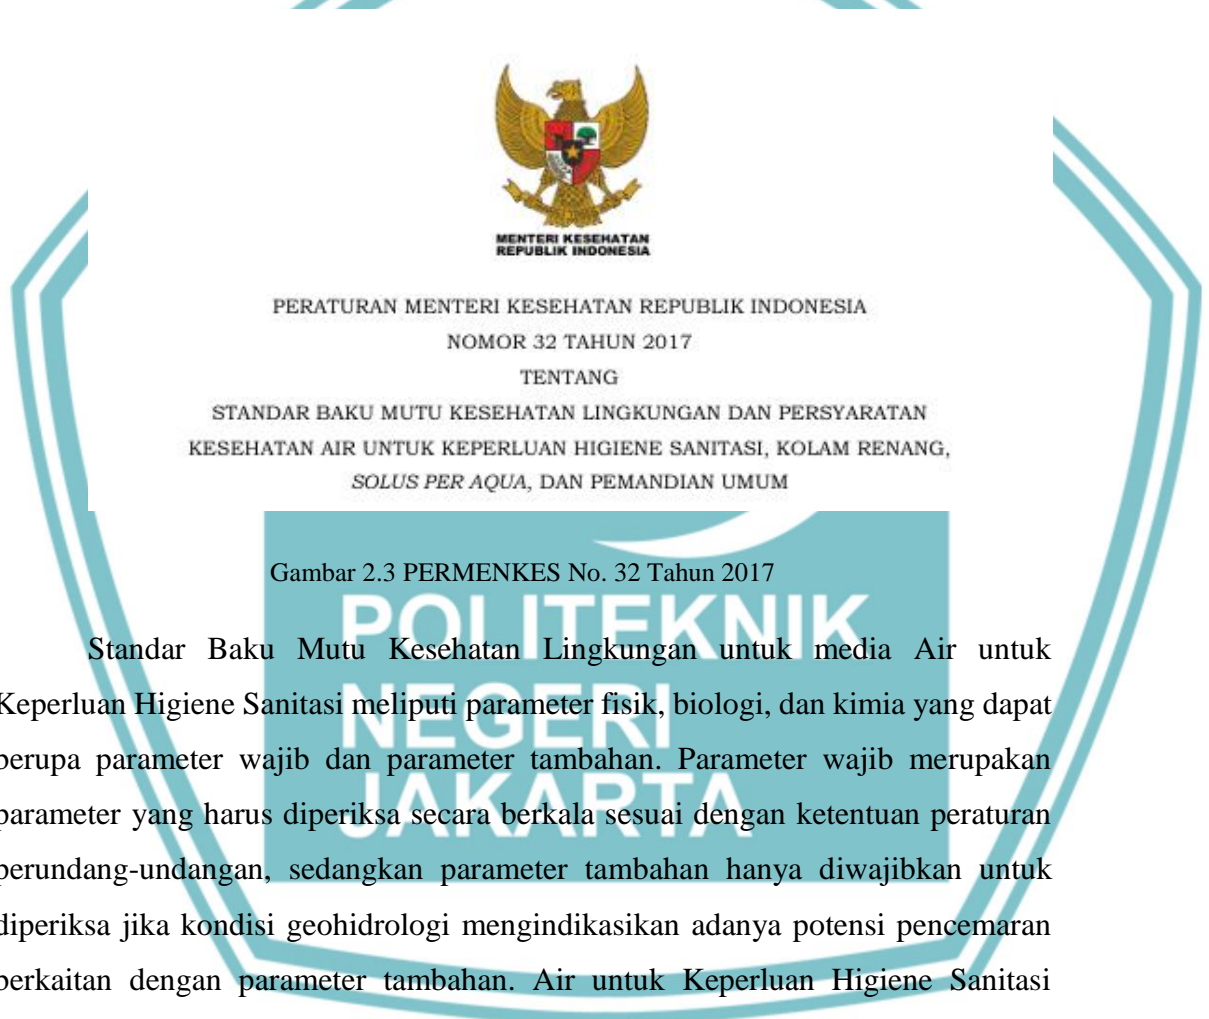 MENTERI KESEHATAN
REPUBLIK INDONESIA
PERATURAN MENTERI KESEHATAN REPUBLIK INDONESIA
NOMOR 32 TAHUN 2017
TENTANG
STANDAR BAKU MUTU KESEHATAN LINGKUNGAN DAN PERSYARATAN
KESEHATAN AIR UNTUK KEPERLUAN HIGIENE SANITASI, KOLAM RENANG,
SOLUS PER AQUA, DAN PEMANDIAN UMUM
Gambar 2.3 PERMENKES No. 32 Tahun 2017
POLITEKNIK
NEGERI
JAKARTA
Standar Baku Mutu Kesehatan Lingkungan untuk media Air untuk
Keperluan Higiene Sanitasi meliputi parameter fisik, biologi, dan kimia yang dapat
berupa parameter wajib dan parameter tambahan. Parameter wajib merupakan
parameter yang harus diperiksa secara berkala sesuai dengan ketentuan peraturan
perundang-undangan, sedangkan parameter tambahan hanya diwajibkan untuk
diperiksa jika kondisi geohidrologi mengindikasikan adanya potensi pencemaran
berkaitan dengan parameter tambahan. Air untuk Keperluan Higiene Sanitasi